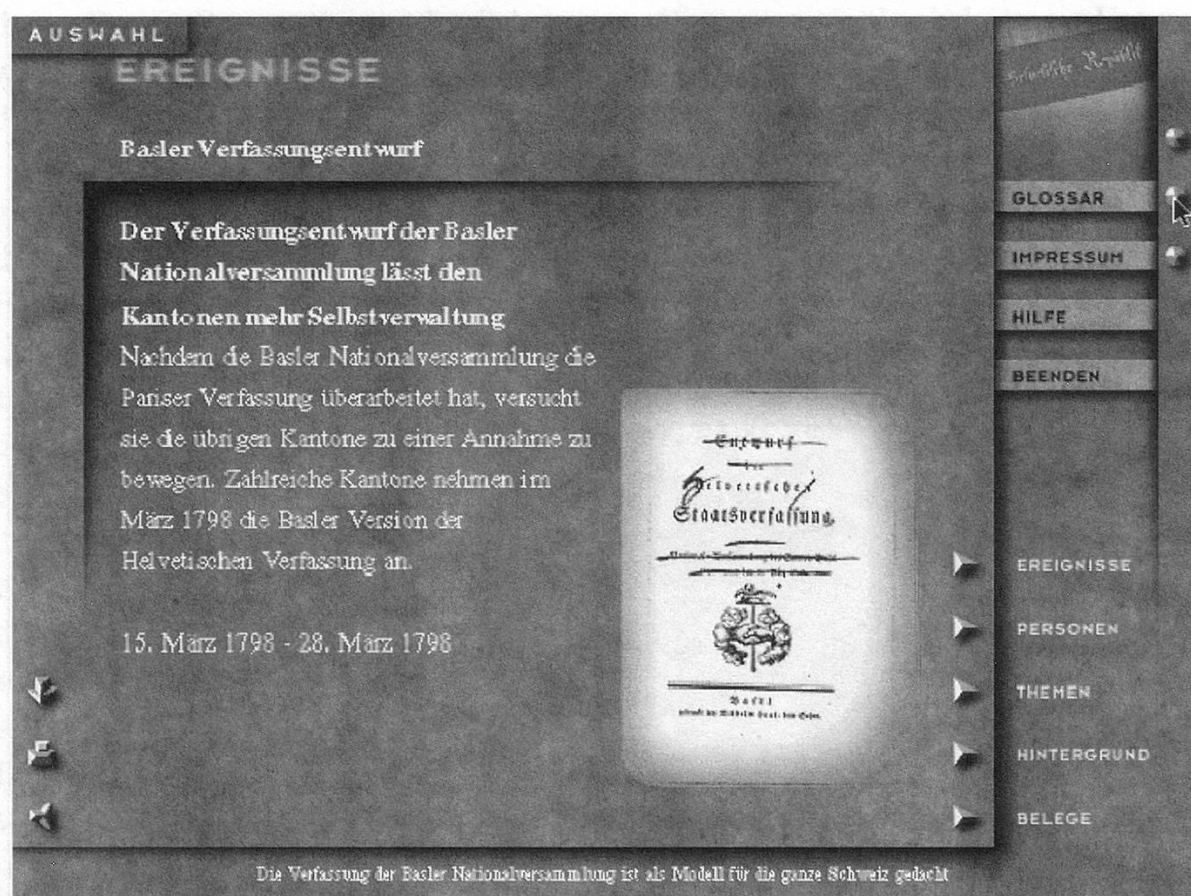 AUSWAHL
EREIGNISSE
Basler Verfassungsentwurf
Der Verfassungsentwurf der Basler
Nationalversammlung lässt den
Kantonen mehr Selbstverwaltung
Nachdem die Basler Nationalversammlung die
Pariser Verfassung überarbeitet hat, versucht
sie die übrigen Kantone zu einer Annahme zu
bewegen. Zahlreiche Kantone nehmen im
März 1798 die Basler Version der
Helvetischen Verfassung an.
15. März 1798 - 28. März 1798
Entwurf
Helvetischen
Staatsverfassung.
Basel
Helvetische Republik
GLOSSAR
IMPRESSUM
HILFE
BEENDEN
EREIGNISSE
PERSONEN
THEMEN
HINTERGRUND
BELEGE
Die Verfassung der Basler Nationalversammlung ist als Modell für die ganze Schweiz gedacht